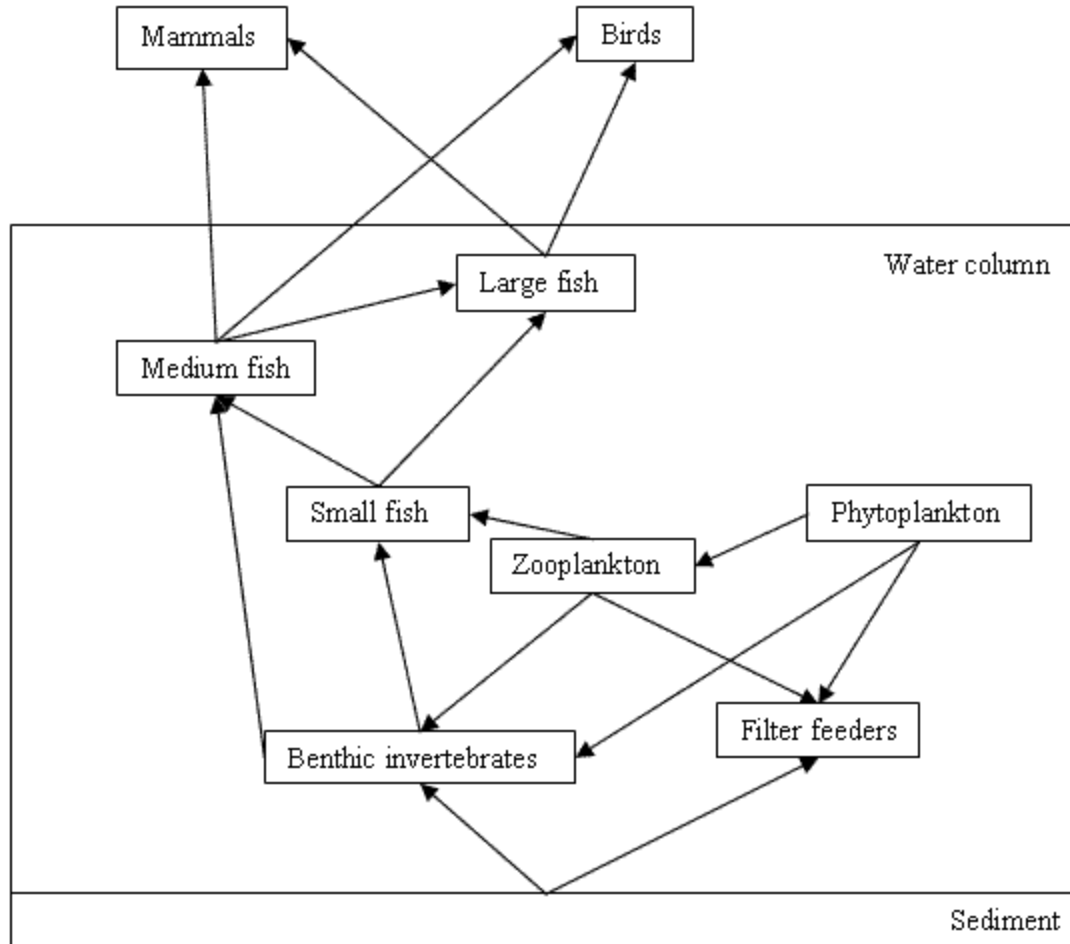 Mammals
Birds
Water column
Large fish
Medium fish
Small fish
Phytoplankton
Zooplankton
Filter feeders
Benthic invertebrates
Sediment